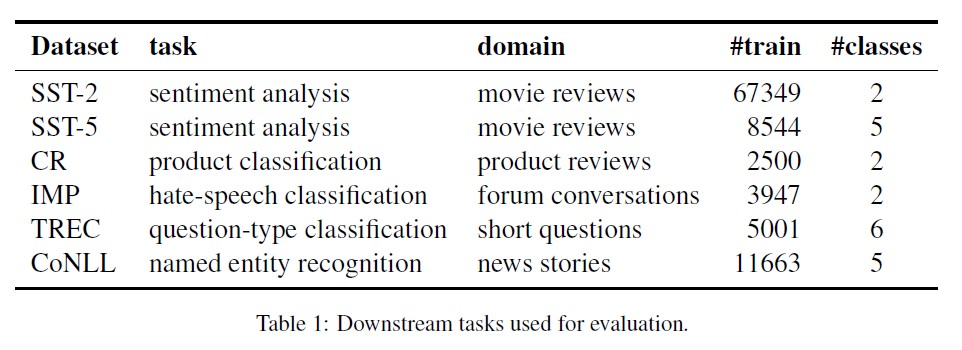 Dataset task domain #train #classes
SST-2 sentiment analysis movie reviews 67349 2
SST-5 sentiment analysis movie reviews 8544 5
CR product classification product reviews 2500 2
IMP hate-speech classification forum conversations 3947 2
TREC question-type classification short questions 5001 6
CoNLL named entity recognition news stories 11663 5
Table 1: Downstream tasks used for evaluation.